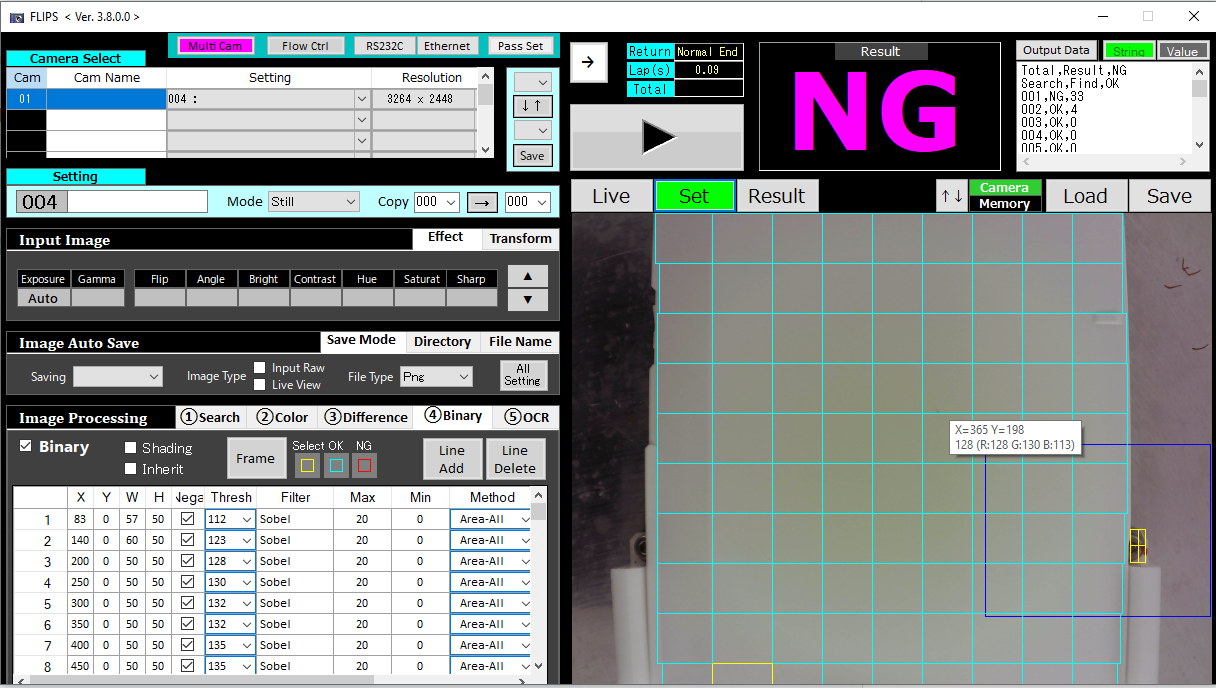 FLIPS < Ver. 3.8.0.0 >
Multi Cam Flow Ctrl RS232C Ethernet Pass Set
Camera Select
Cam Cam Name Setting Resolution
01 004 : 3264 x 2448
↓ ↑
Save
Setting
004 Mode Still Copy 000 → 000
Input Image Effect Transform
Exposure Gamma Flip Angle Bright Contrast Hue Saturat Sharp ▲
Auto ▼
Image Auto Save Save Mode Directory File Name
Saving Image Type Input Raw File Type Png All
Live View Setting
Image Processing ①Search ②Color ③Difference ④Binary ⑤OCR
Binary Shading Frame Select OK NG Line Line
Inherit Add Delete
X Y W H Nega Thresh Filter Max Min Method
1 83 0 57 50 112 Sobel 20 0 Area-All
2 140 0 60 50 123 Sobel 20 0 Area-All
3 200 0 50 50 128 Sobel 20 0 Area-All
4 250 0 50 50 130 Sobel 20 0 Area-All
5 300 0 50 50 132 Sobel 20 0 Area-All
6 350 0 50 50 132 Sobel 20 0 Area-All
7 400 0 50 50 135 Sobel 20 0 Area-All
8 450 0 50 50 135 Sobel 20 0 Area-All
→ Return Normal End
Lap(s) 0.09
Total
Result
NG
Output Data String Value
Total,Result,NG
Search,Find,OK
001,NG,33
002,OK,4
003,OK,0
004,OK,0
005,OK,0
Live Set Result ↑ ↓ Camera Load Save
Memory
X=365 Y=198
128 (R:128 G:130 B:113)